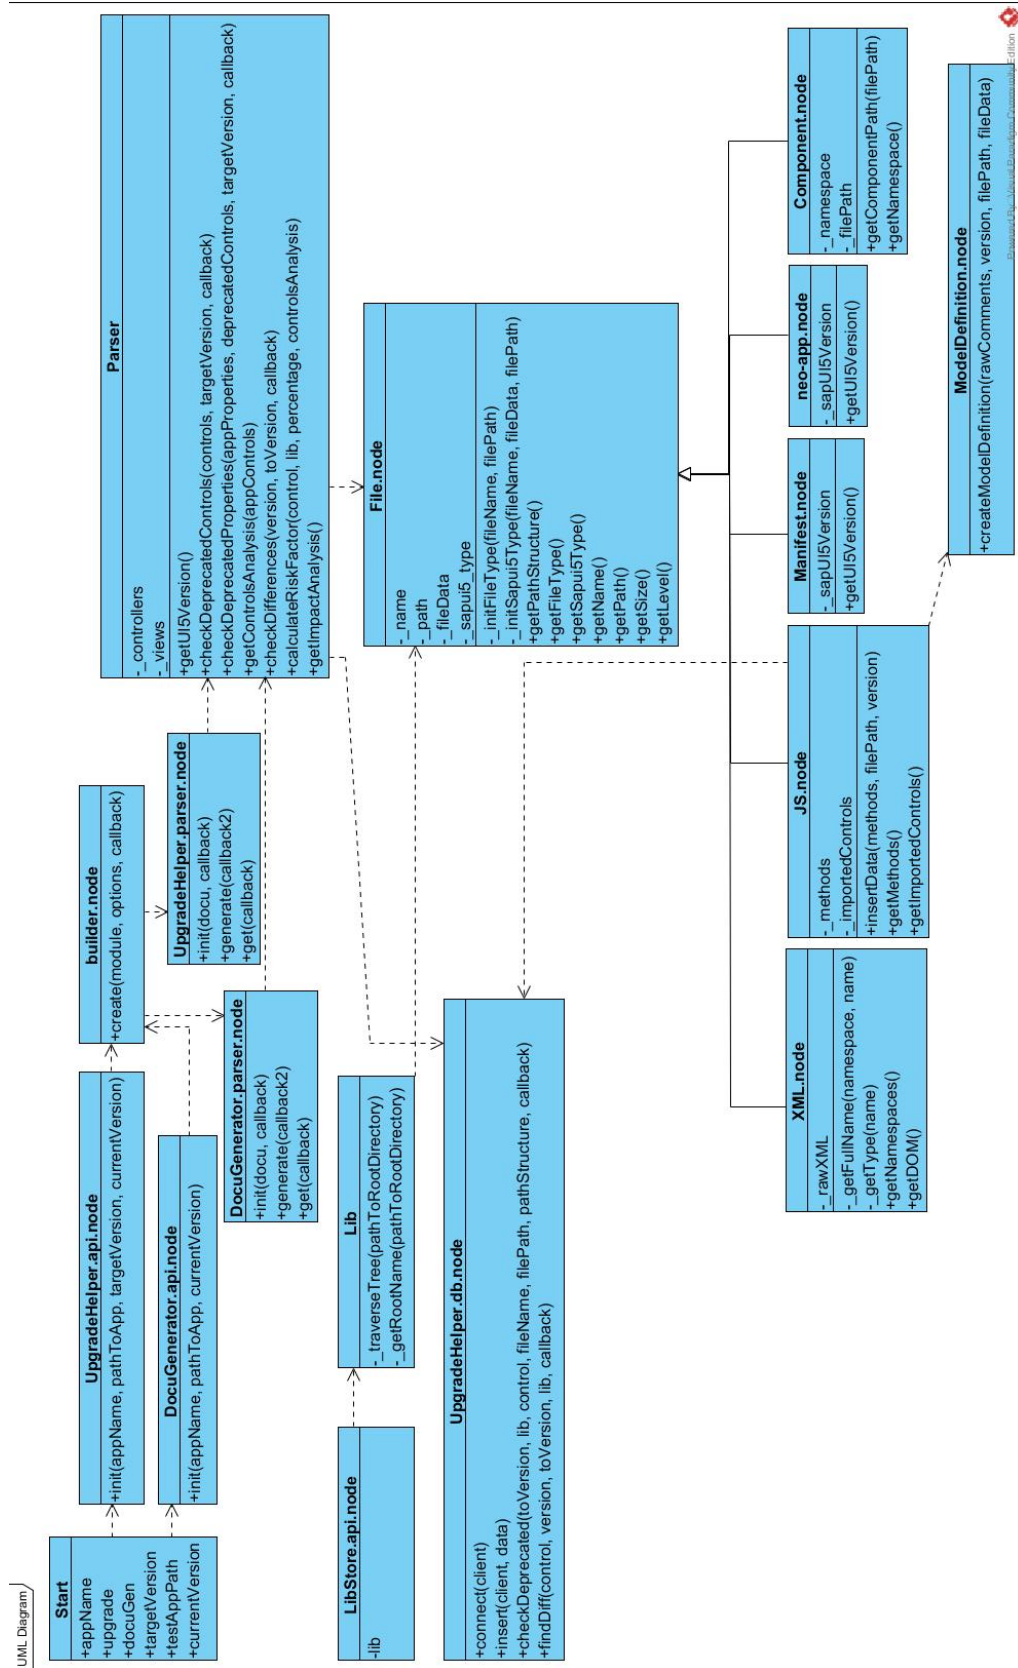 UML Diagram
Start
+appName
+upgrade
+docuGen
+targetVersion
+testAppPath
+currentVersion
UpgradeHelper.api.node
+init(appName, pathToApp, targetVersion, currentVersion)
DocuGenerator.api.node
+init(appName, pathToApp, currentVersion)
builder.node
+create(module, options, callback)
UpgradeHelper.parser.node
+init(docu, callback)
+generate(callback2)
+get(callback)
DocuGenerator.parser.node
+init(docu, callback)
+generate(callback2)
+get(callback)
Parser
-_controllers
-_views
+getUI5Version()
+checkDeprecatedControls(controls, targetVersion, callback)
+checkDeprecatedProperties(appProperties, deprecatedControls, targetVersion, callback)
+getControlsAnalysis(appControls)
+checkDifferences(version, toVersion, callback)
+calculateRiskFactor(control, lib, percentage, controlsAnalysis)
+getImpactAnalysis()
LibStore.api.node
-lib
Lib
-_traverseTree(pathToRootDirectory)
-_getRootName(pathToRootDirectory)
File.node
-_name
-_path
-_fileData
-_sapui5_type
-_initFileType(fileName, filePath)
-_initSapui5Type(fileName, fileData, filePath)
+getPathStructure()
+getFileType()
+getSapui5Type()
+getName()
+getPath()
+getSize()
+getLevel()
UpgradeHelper.db.node
+connect(client)
+insert(client, data)
+checkDeprecated(toVersion, lib, control, fileName, filePath, pathStructure, callback)
+findDiff(control, version, toVersion, lib, callback)
XML.node
-_rawXML
-_getFullName(namespace, name)
-_getType(name)
+getNamespaces()
+getDOM()
JS.node
-_methods
-_importedControls
+insertData(methods, filePath, version)
+getMethods()
+getImportedControls()
Manifest.node
-_sapUI5Version
+getUI5Version()
neo-app.node
-_sapUI5Version
+getUI5Version()
Component.node
-_namespace
-_filePath
+getComponentPath(filePath)
+getNamespace()
ModelDefinition.node
+createModelDefinition(rawComments, version, filePath, fileData)
Powered By: Visual Paradigm Community Edition